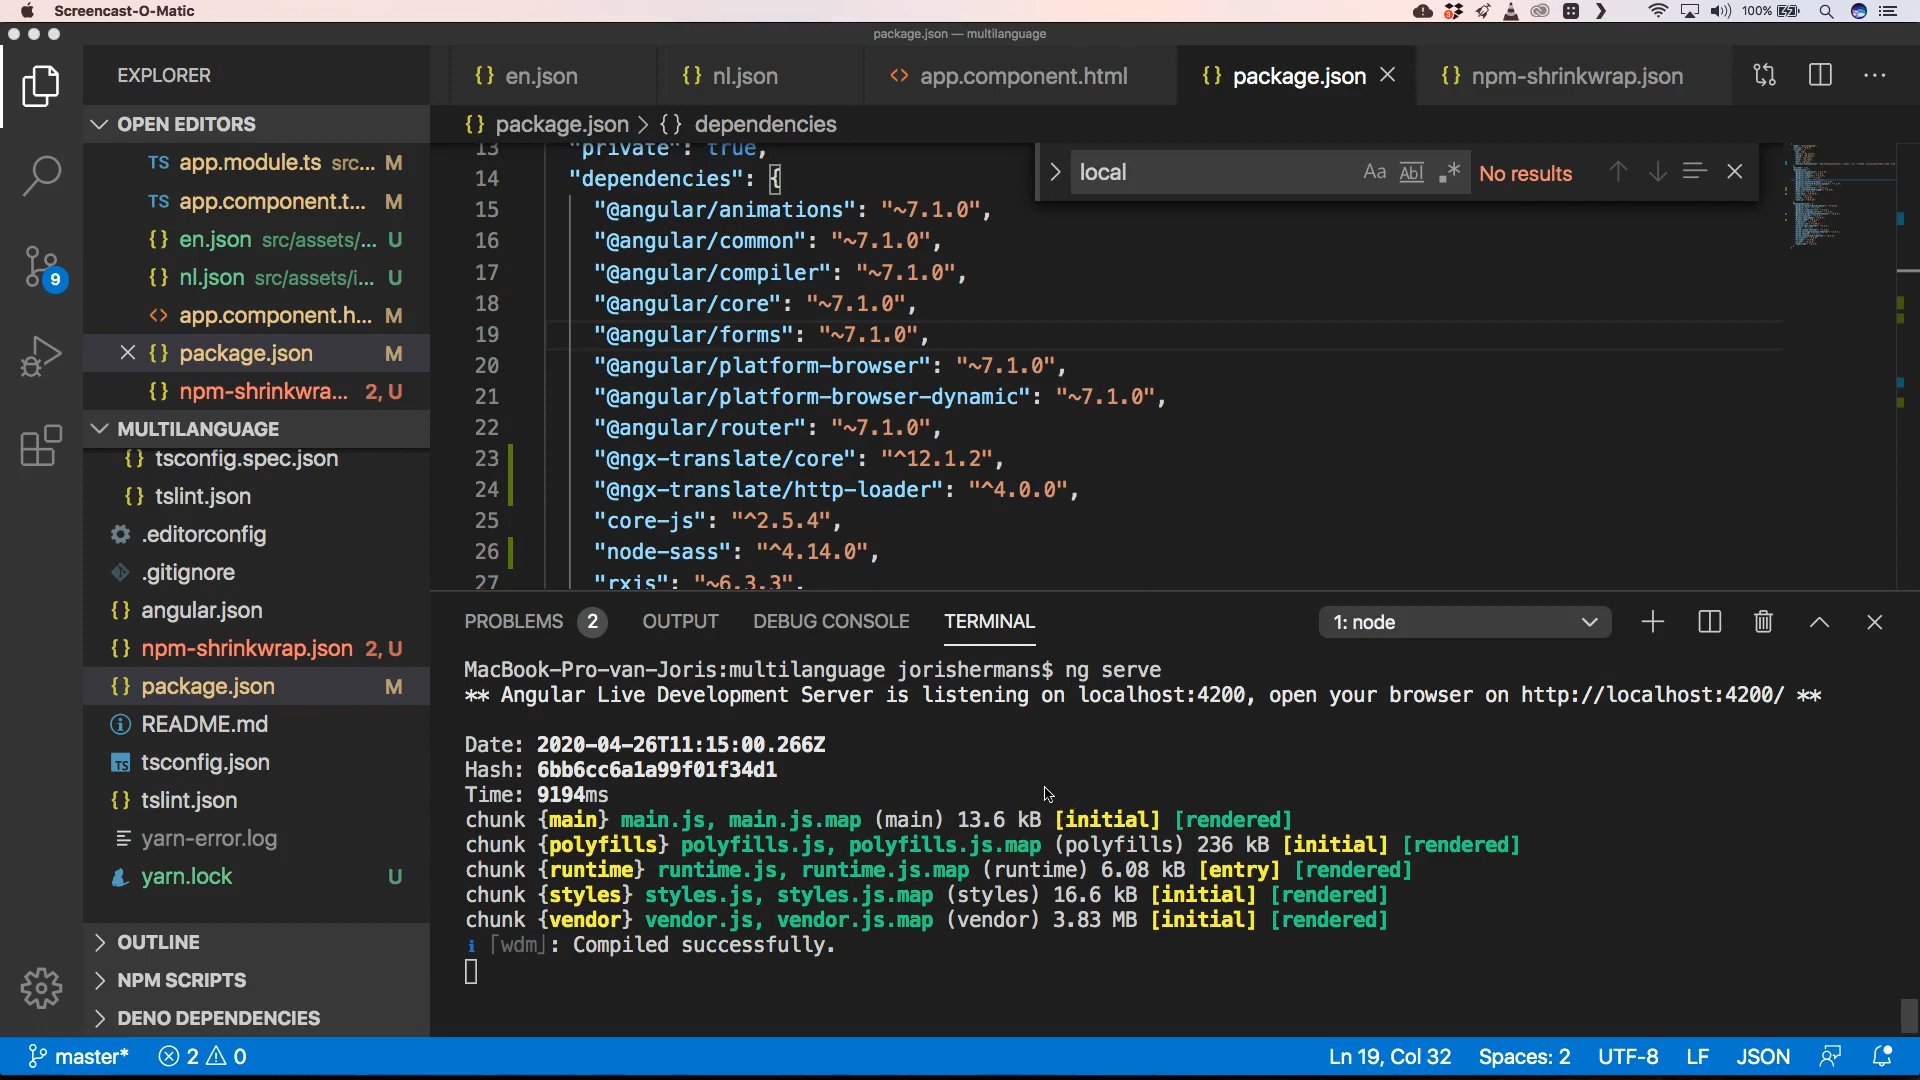 Screencast-O-Matic
3
100%
package.json — multilanguage
EXPLORER
en.json
nl.json
app.component.html
package.json
npm-shrinkwrap.json
OPEN EDITORS
package.json > {} dependencies
TS app.module.ts src... M
TS app.component.t... M
{} en.json src/assets/... U
{} nl.json src/assets/i... U
<> app.component.h... M
{} package.json M
{} npm-shrinkwra... 2, U
9
MULTILANGUAGE
{} tsconfig.spec.json
{} tslint.json
.editorconfig
.gitignore
{} angular.json
{} npm-shrinkwrap.json 2, U
{} package.json M
README.md
TS tsconfig.json
{} tslint.json
yarn-error.log
yarn.lock U
OUTLINE
NPM SCRIPTS
DENO DEPENDENCIES
local
Aa Abl .* No results
13 "private": true,
14 "dependencies": {
15 "@angular/animations": "~7.1.0",
16 "@angular/common": "~7.1.0",
17 "@angular/compiler": "~7.1.0",
18 "@angular/core": "~7.1.0",
19 "@angular/forms": "~7.1.0",
20 "@angular/platform-browser": "~7.1.0",
21 "@angular/platform-browser-dynamic": "~7.1.0",
22 "@angular/router": "~7.1.0",
23 "@ngx-translate/core": "^12.1.2",
24 "@ngx-translate/http-loader": "^4.0.0",
25 "core-js": "^2.5.4",
26 "node-sass": "^4.14.0",
27 "rxjs": "~6.3.3",
PROBLEMS 2 OUTPUT DEBUG CONSOLE TERMINAL 1: node
MacBook-Pro-van-Joris:multilanguage jorishermans$ ng serve
** Angular Live Development Server is listening on localhost:4200, open your browser on http://localhost:4200/ **
Date: 2020-04-26T11:15:00.266Z
Hash: 6bb6cc6a1a99f01f34d1
Time: 9194ms
chunk {main} main.js, main.js.map (main) 13.6 kB [initial] [rendered]
chunk {polyfills} polyfills.js, polyfills.js.map (polyfills) 236 kB [initial] [rendered]
chunk {runtime} runtime.js, runtime.js.map (runtime) 6.08 kB [entry] [rendered]
chunk {styles} styles.js, styles.js.map (styles) 16.6 kB [initial] [rendered]
chunk {vendor} vendor.js, vendor.js.map (vendor) 3.83 MB [initial] [rendered]
ℹ ｢wdm｣: Compiled successfully.
master* 2 0
Ln 19, Col 32 Spaces: 2 UTF-8 LF JSON